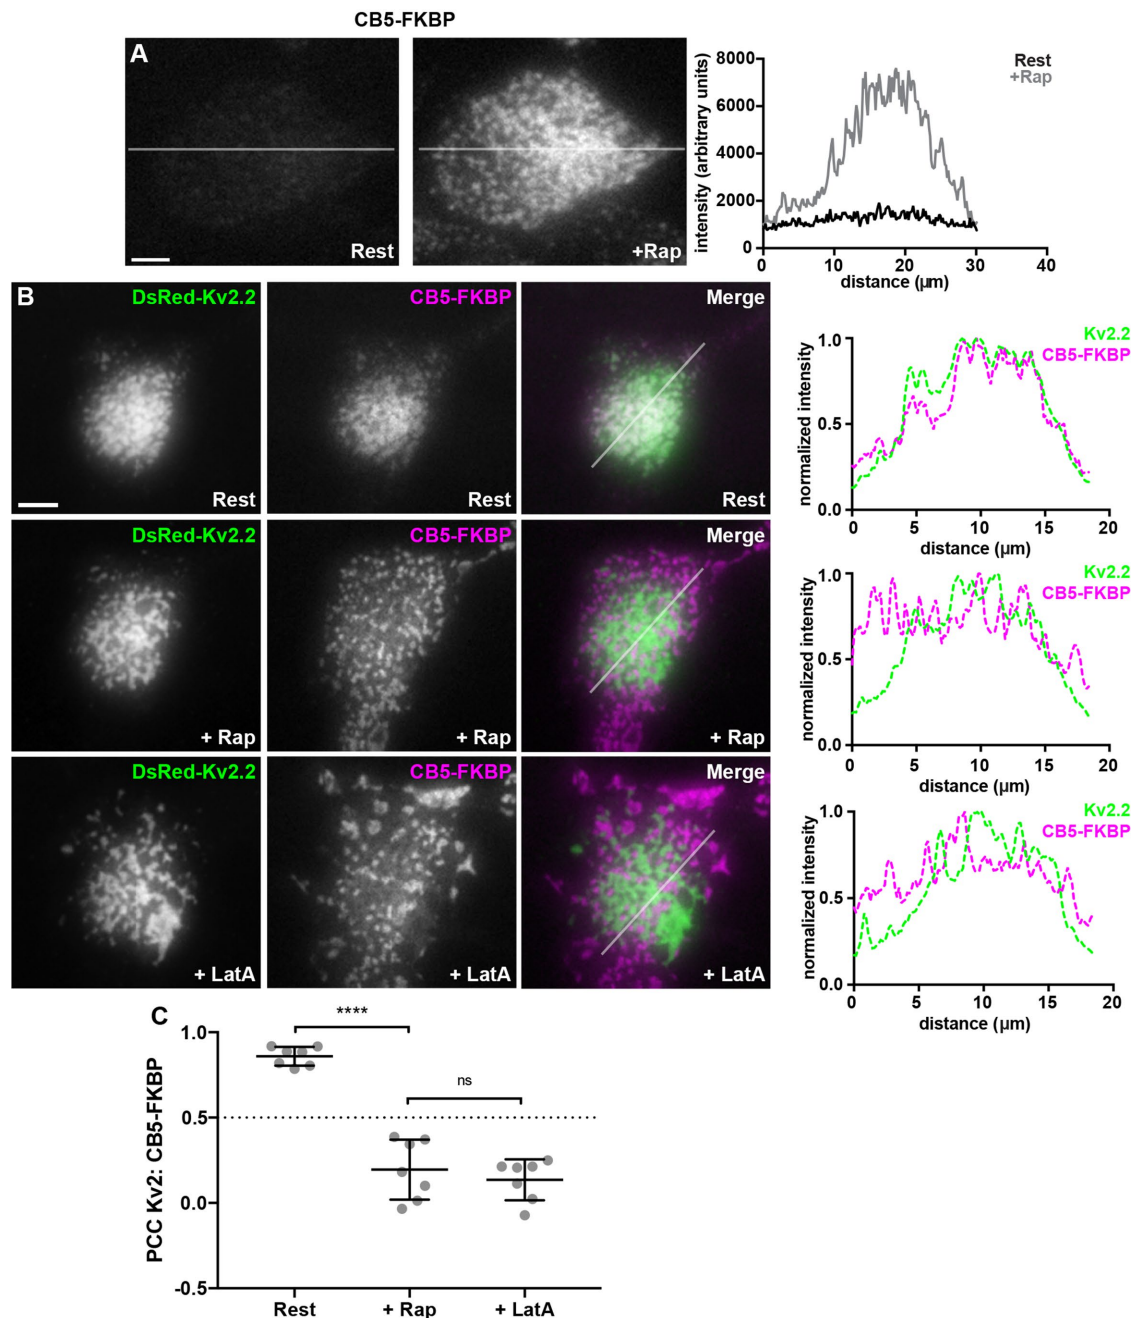 CB5-FKBP
A
Rest
+Rap
intensity (arbitrary units)
8000
6000
4000
2000
0
Rest
+Rap
0 10 20 30 40
distance (µm)
B
DsRed-Kv2.2
Rest
CB5-FKBP
Rest
Merge
Rest
normalized intensity
1.0
0.5
0.0
Kv2.2
CB5-FKBP
0 5 10 15 20
distance (µm)
DsRed-Kv2.2
+ Rap
CB5-FKBP
+ Rap
Merge
+ Rap
normalized intensity
1.0
0.5
0.0
Kv2.2
CB5-FKBP
0 5 10 15 20
distance (µm)
DsRed-Kv2.2
+ LatA
CB5-FKBP
+ LatA
Merge
+ LatA
normalized intensity
1.0
0.5
0.0
Kv2.2
CB5-FKBP
0 5 10 15 20
distance (µm)
C
PCC Kv2: CB5-FKBP
1.0
0.5
0.0
-0.5
****
ns
Rest + Rap + LatA